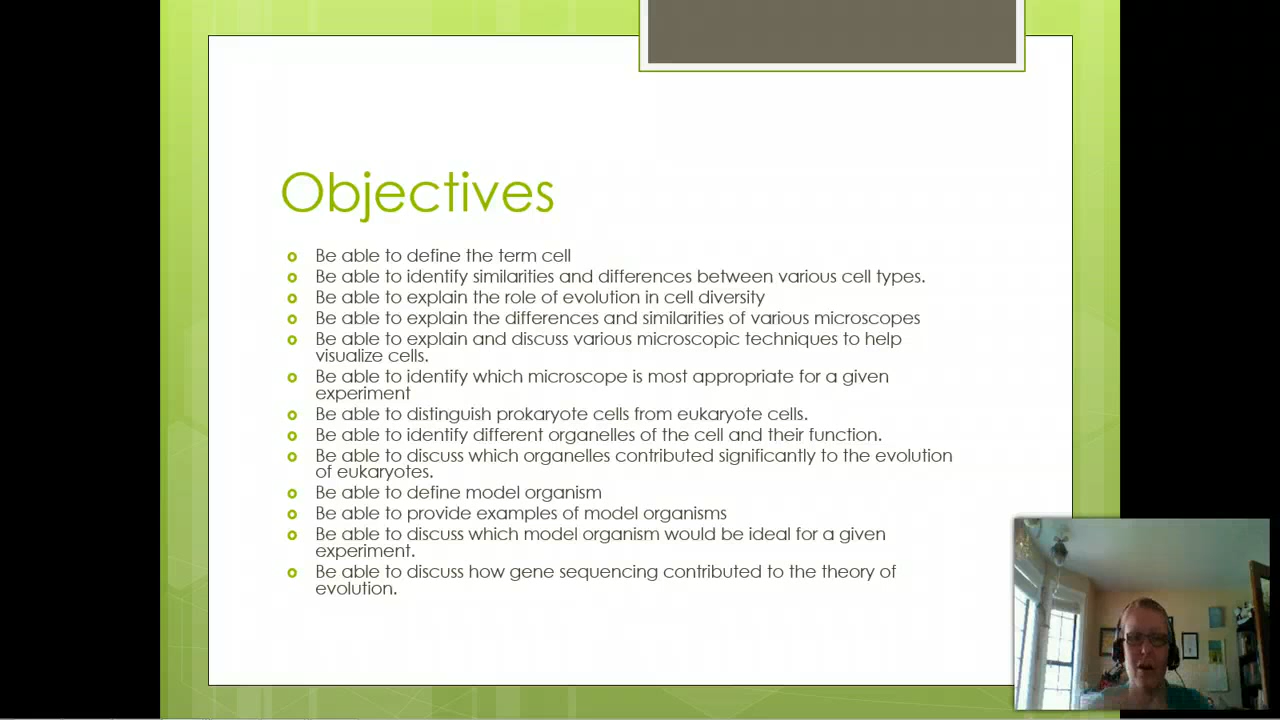 Objectives
Be able to define the term cell
Be able to identify similarities and differences between various cell types.
Be able to explain the role of evolution in cell diversity
Be able to explain the differences and similarities of various microscopes
Be able to explain and discuss various microscopic techniques to help
visualize cells.
Be able to identify which microscope is most appropriate for a given
experiment
Be able to distinguish prokaryote cells from eukaryote cells.
Be able to identify different organelles of the cell and their function.
Be able to discuss which organelles contributed significantly to the evolution
of eukaryotes.
Be able to define model organism
Be able to provide examples of model organisms
Be able to discuss which model organism would be ideal for a given
experiment.
Be able to discuss how gene sequencing contributed to the theory of
evolution.